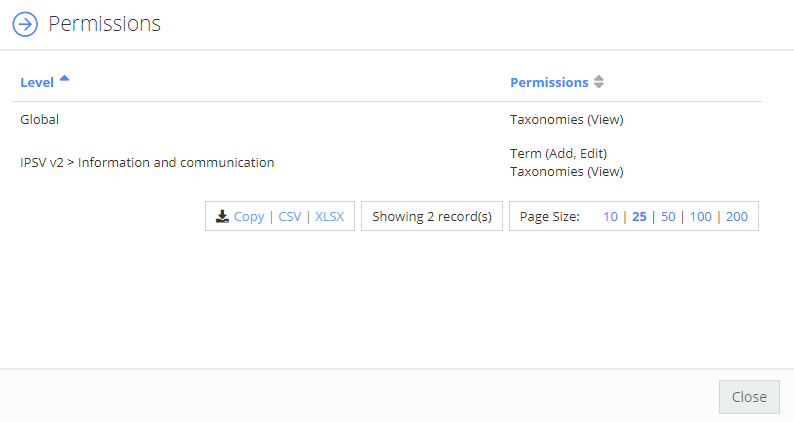 Permissions
Level Permissions
Global Taxonomies (View)
IPSV v2 > Information and communication Term (Add, Edit)
Taxonomies (View)
Copy | CSV | XLSX Showing 2 record(s) Page Size: 10 | 25 | 50 | 100 | 200
Close